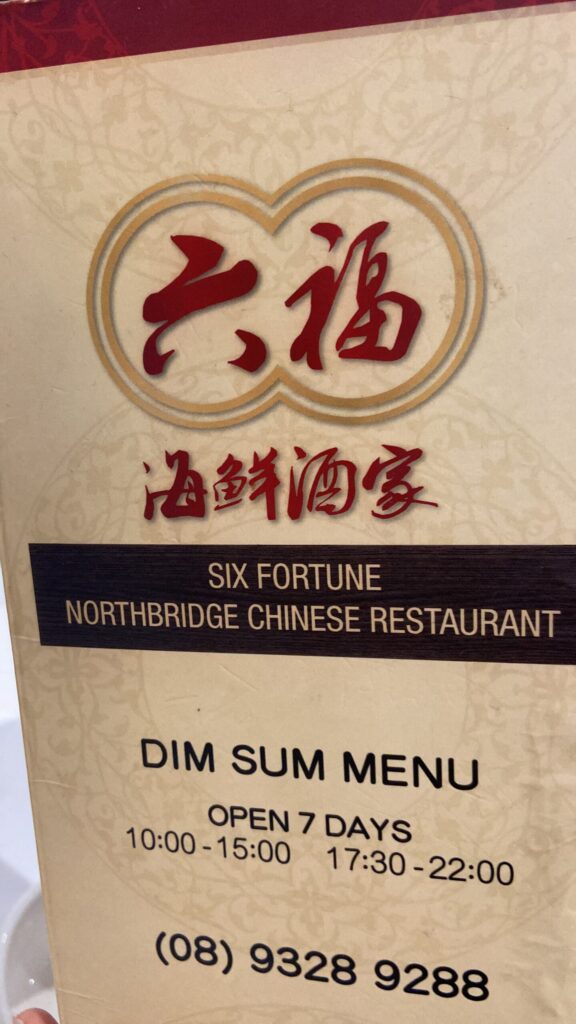 六福
海鮮酒家
SIX FORTUNE
NORTHBRIDGE CHINESE RESTAURANT
DIM SUM MENU
OPEN 7 DAYS
10:00-15:00 17:30-22:00
(08) 9328 9288